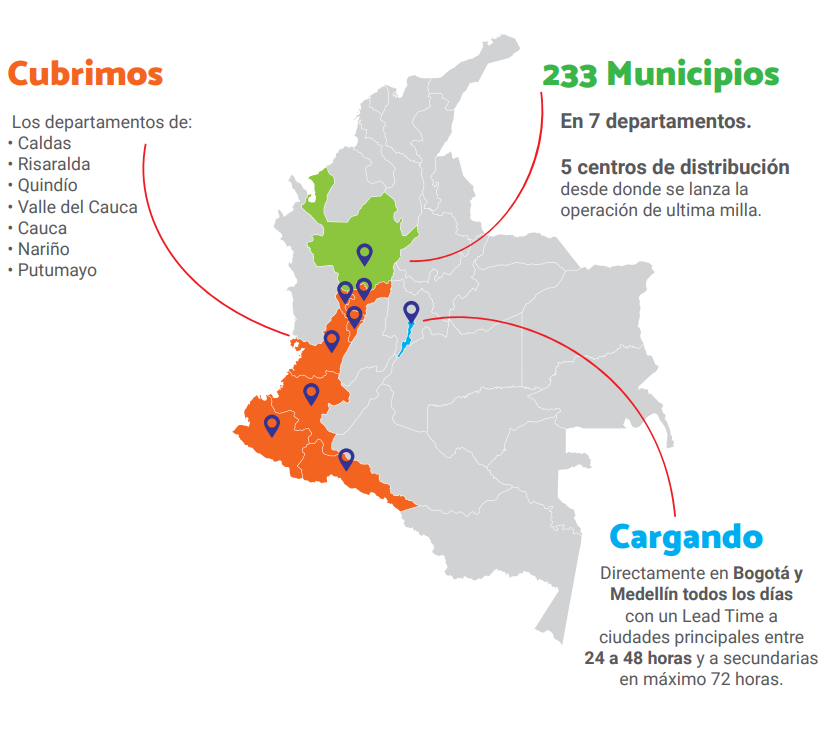 Cubrimos
Los departamentos de:
• Caldas
• Risaralda
• Quindío
• Valle del Cauca
• Cauca
• Nariño
• Putumayo
233 Municipios
En 7 departamentos.
5 centros de distribución
desde donde se lanza la
operación de ultima milla.
Cargando
Directamente en Bogotá y
Medellín todos los días
con un Lead Time a
ciudades principales entre
24 a 48 horas y a secundarias
en máximo 72 horas.